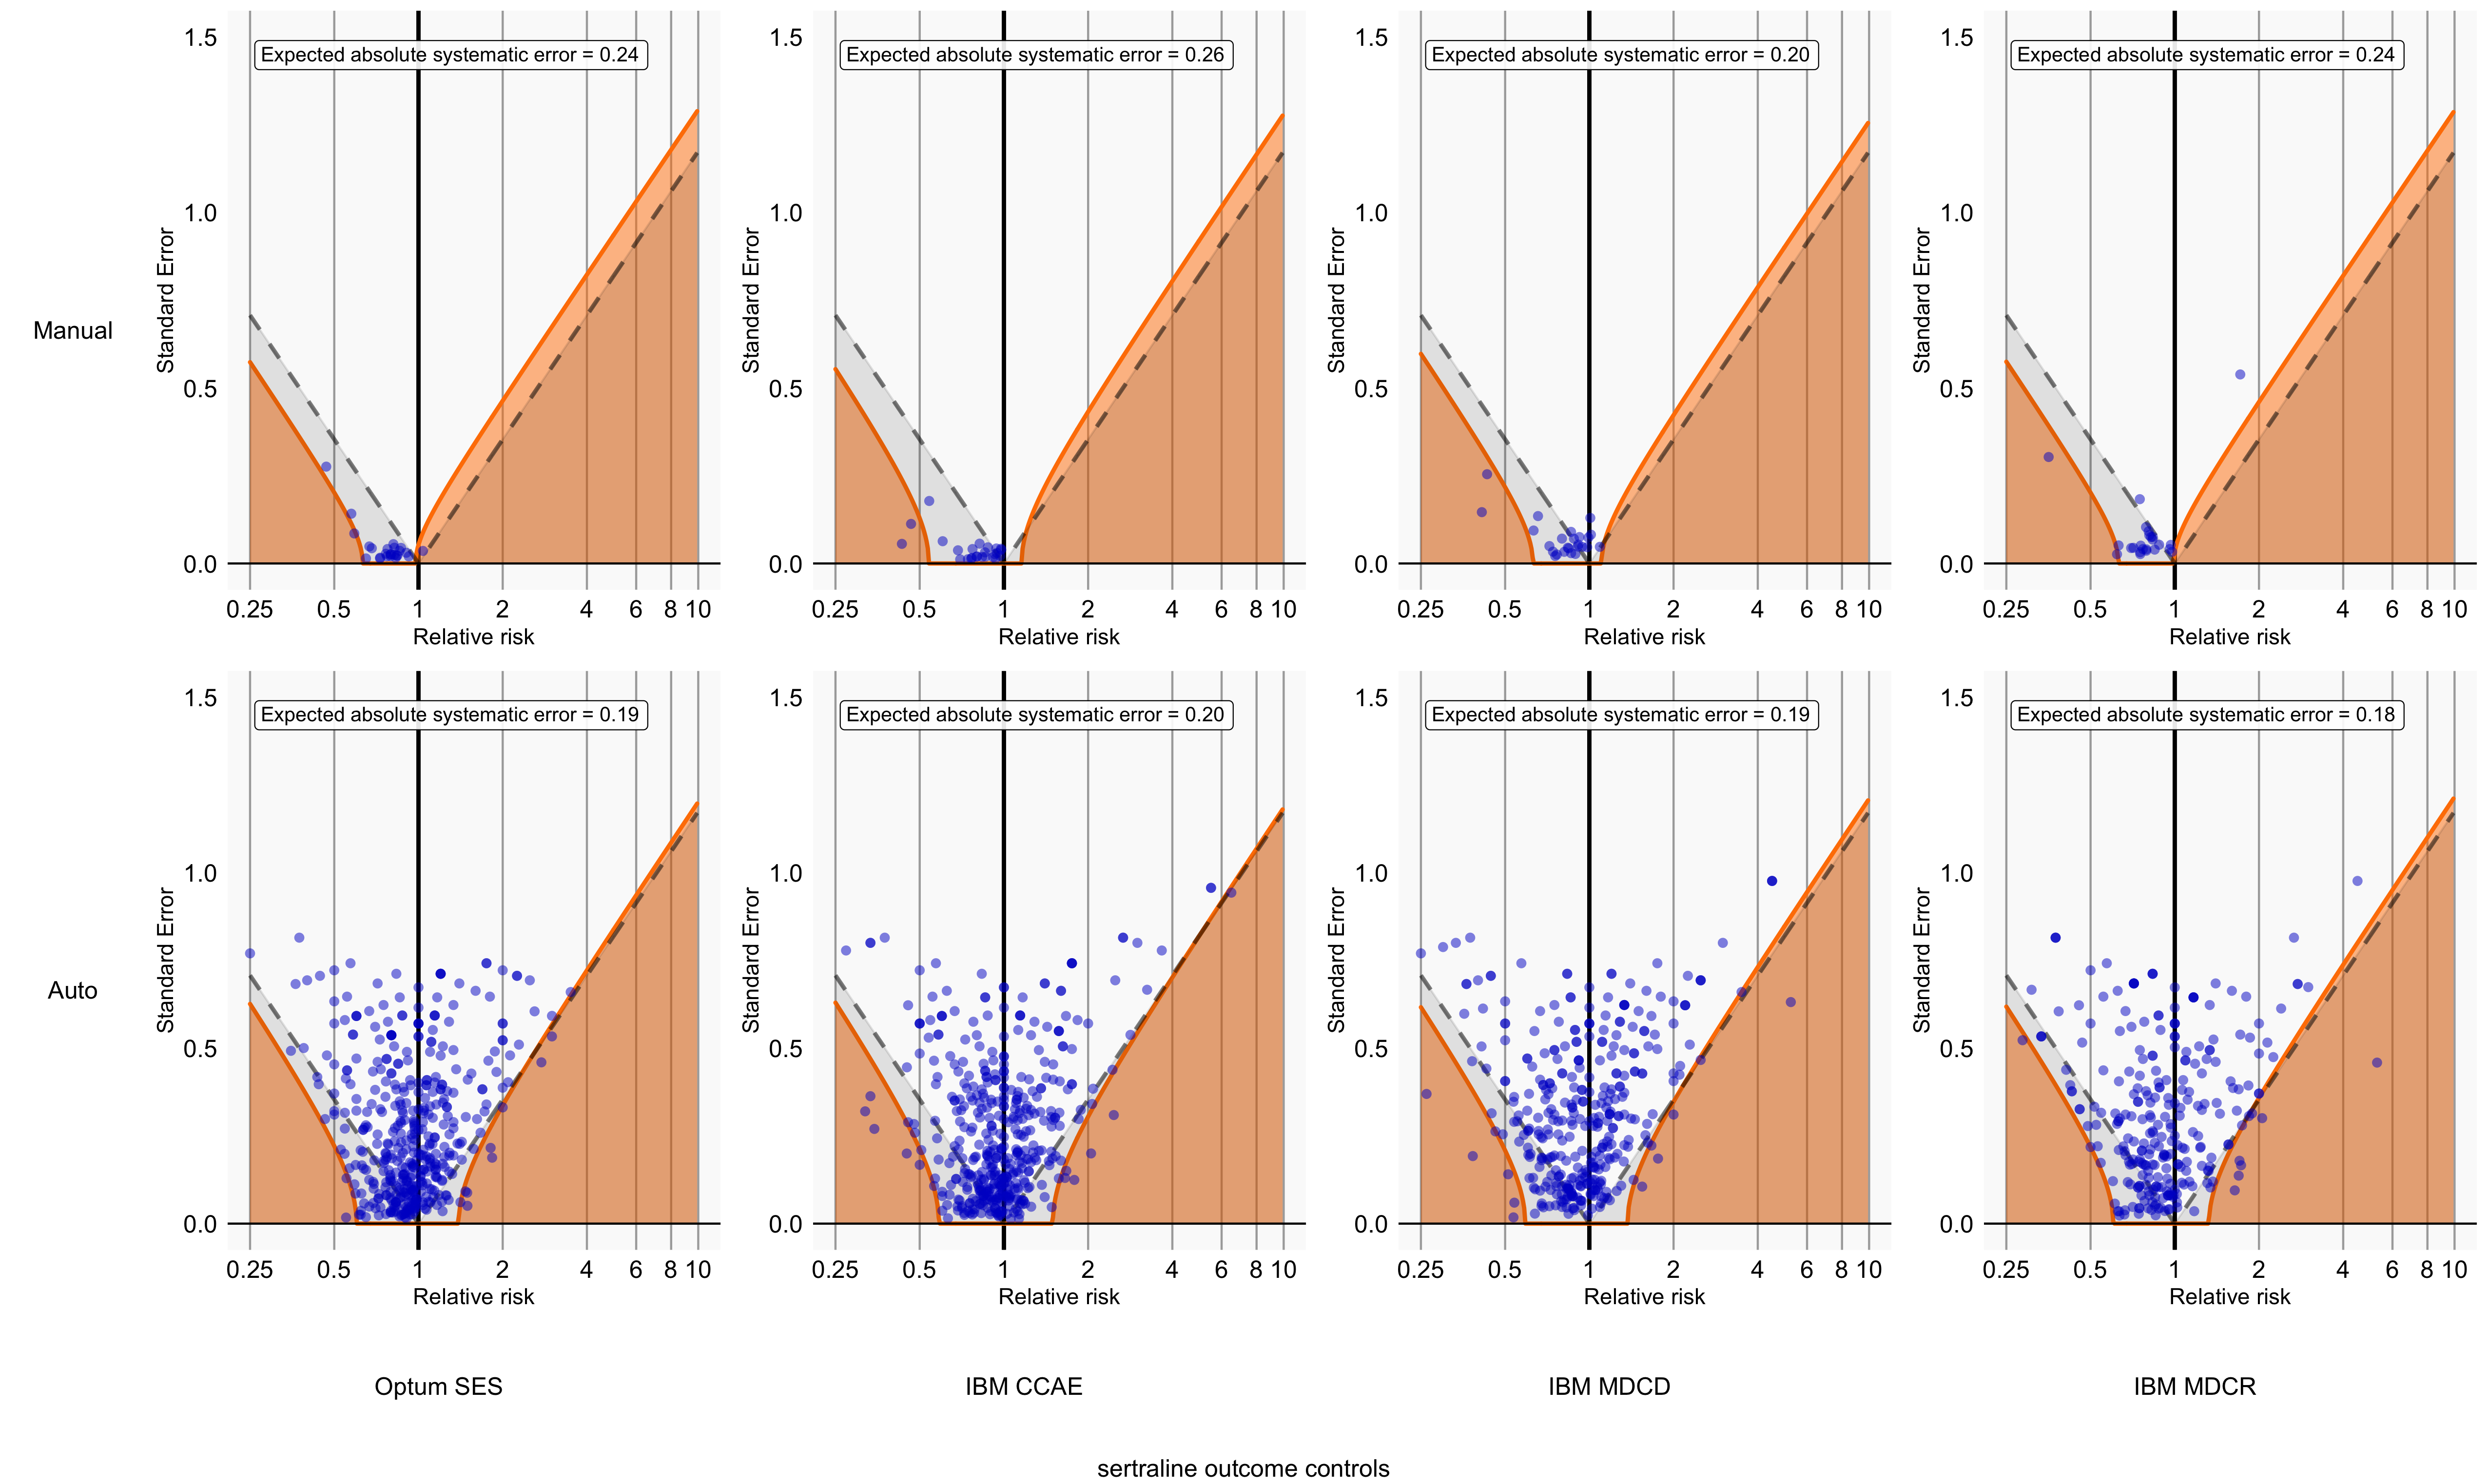 Manual
Expected absolute systematic error = 0.24
1.5
1.0
0.5
0.0
Standard Error
0.25 0.5 1 2 4 6 8 10
Relative risk
Expected absolute systematic error = 0.26
1.5
1.0
0.5
0.0
Standard Error
0.25 0.5 1 2 4 6 8 10
Relative risk
Expected absolute systematic error = 0.20
1.5
1.0
0.5
0.0
Standard Error
0.25 0.5 1 2 4 6 8 10
Relative risk
Expected absolute systematic error = 0.24
1.5
1.0
0.5
0.0
Standard Error
0.25 0.5 1 2 4 6 8 10
Relative risk
Auto
Expected absolute systematic error = 0.19
1.5
1.0
0.5
0.0
Standard Error
0.25 0.5 1 2 4 6 8 10
Relative risk
Expected absolute systematic error = 0.20
1.5
1.0
0.5
0.0
Standard Error
0.25 0.5 1 2 4 6 8 10
Relative risk
Expected absolute systematic error = 0.19
1.5
1.0
0.5
0.0
Standard Error
0.25 0.5 1 2 4 6 8 10
Relative risk
Expected absolute systematic error = 0.18
1.5
1.0
0.5
0.0
Standard Error
0.25 0.5 1 2 4 6 8 10
Relative risk
Optum SES
IBM CCAE
IBM MDCD
IBM MDCR
sertraline outcome controls